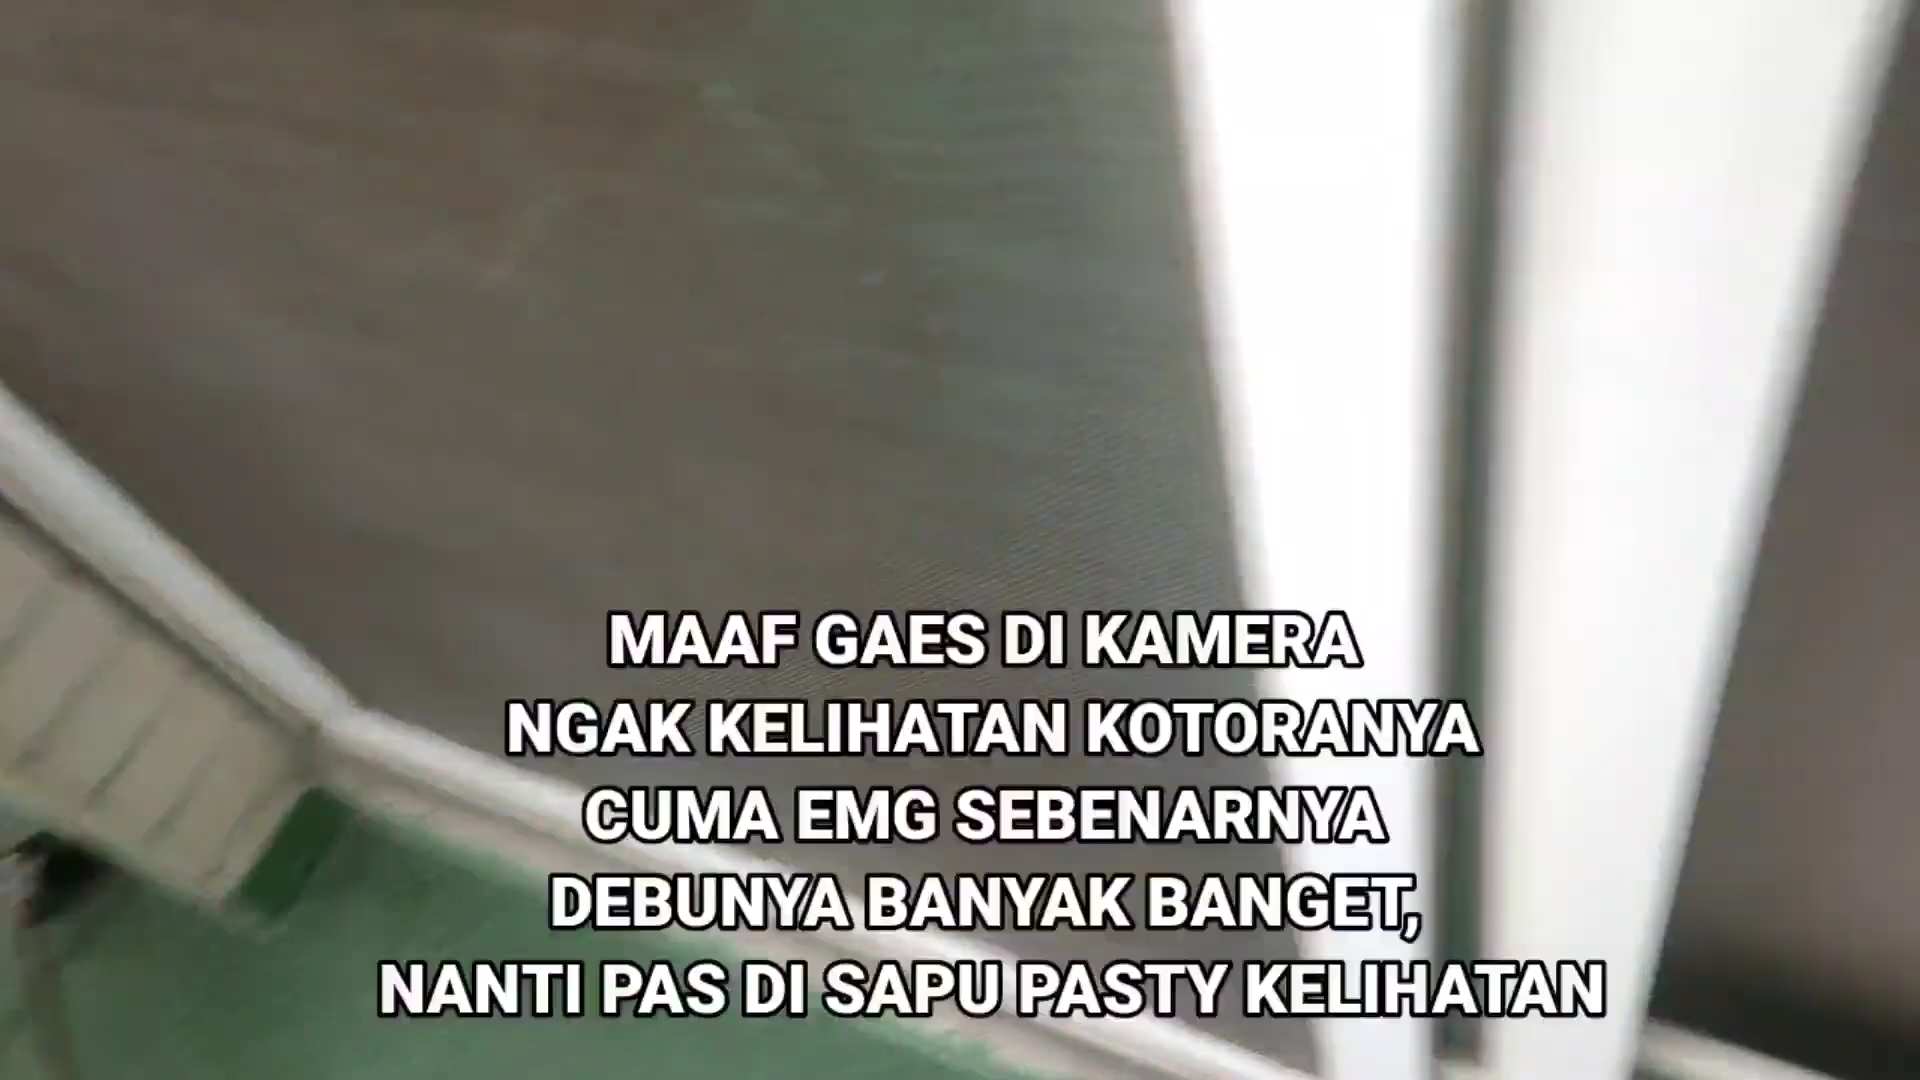 MAAF GAES DI KAMERA
NGAK KELIHATAN KOTORANYA
CUMA EMG SEBENARNYA
DEBUNYA BANYAK BANGET,
NANTI PAS DI SAPU PASTY KELIHATAN